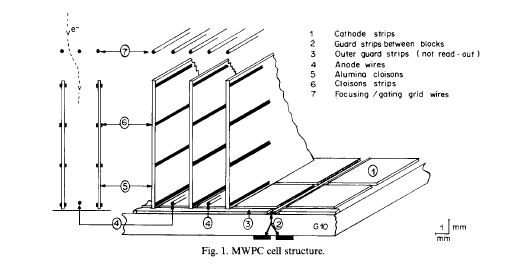 e-
1 Cathode strips
2 Guard strips between blocks
3 Outer guard strips (not read-out)
4 Anode wires
5 Alumina cloisons
6 Cloisons strips
7 Focusing/gating grid wires
7
6
5
4
4
3
2
1
G10
1
mm
mm
Fig. 1. MWPC cell structure.